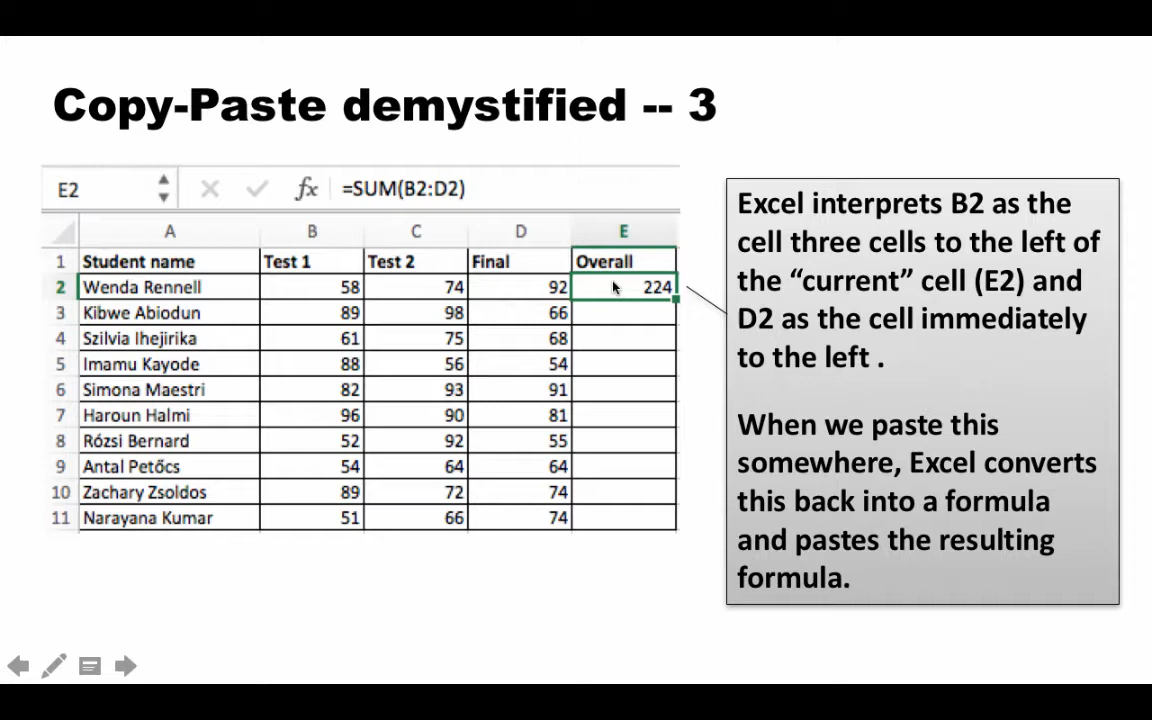 Copy-Paste demystified -- 3
E2 fx =SUM(B2:D2)
A B C D E
1 Student name Test 1 Test 2 Final Overall
2 Wenda Rennell 58 74 92 224
3 Kibwe Abiodun 89 98 66
4 Szilvia Ihejirika 61 75 68
5 Imamu Kayode 88 56 54
6 Simona Maestri 82 93 91
7 Haroun Halmi 96 90 81
8 Rózsi Bernard 52 92 55
9 Antal Petőcs 54 64 64
10 Zachary Zsoldos 89 72 74
11 Narayana Kumar 51 66 74
Excel interprets B2 as the
cell three cells to the left of
the “current” cell (E2) and
D2 as the cell immediately
to the left .
When we paste this
somewhere, Excel converts
this back into a formula
and pastes the resulting
formula.